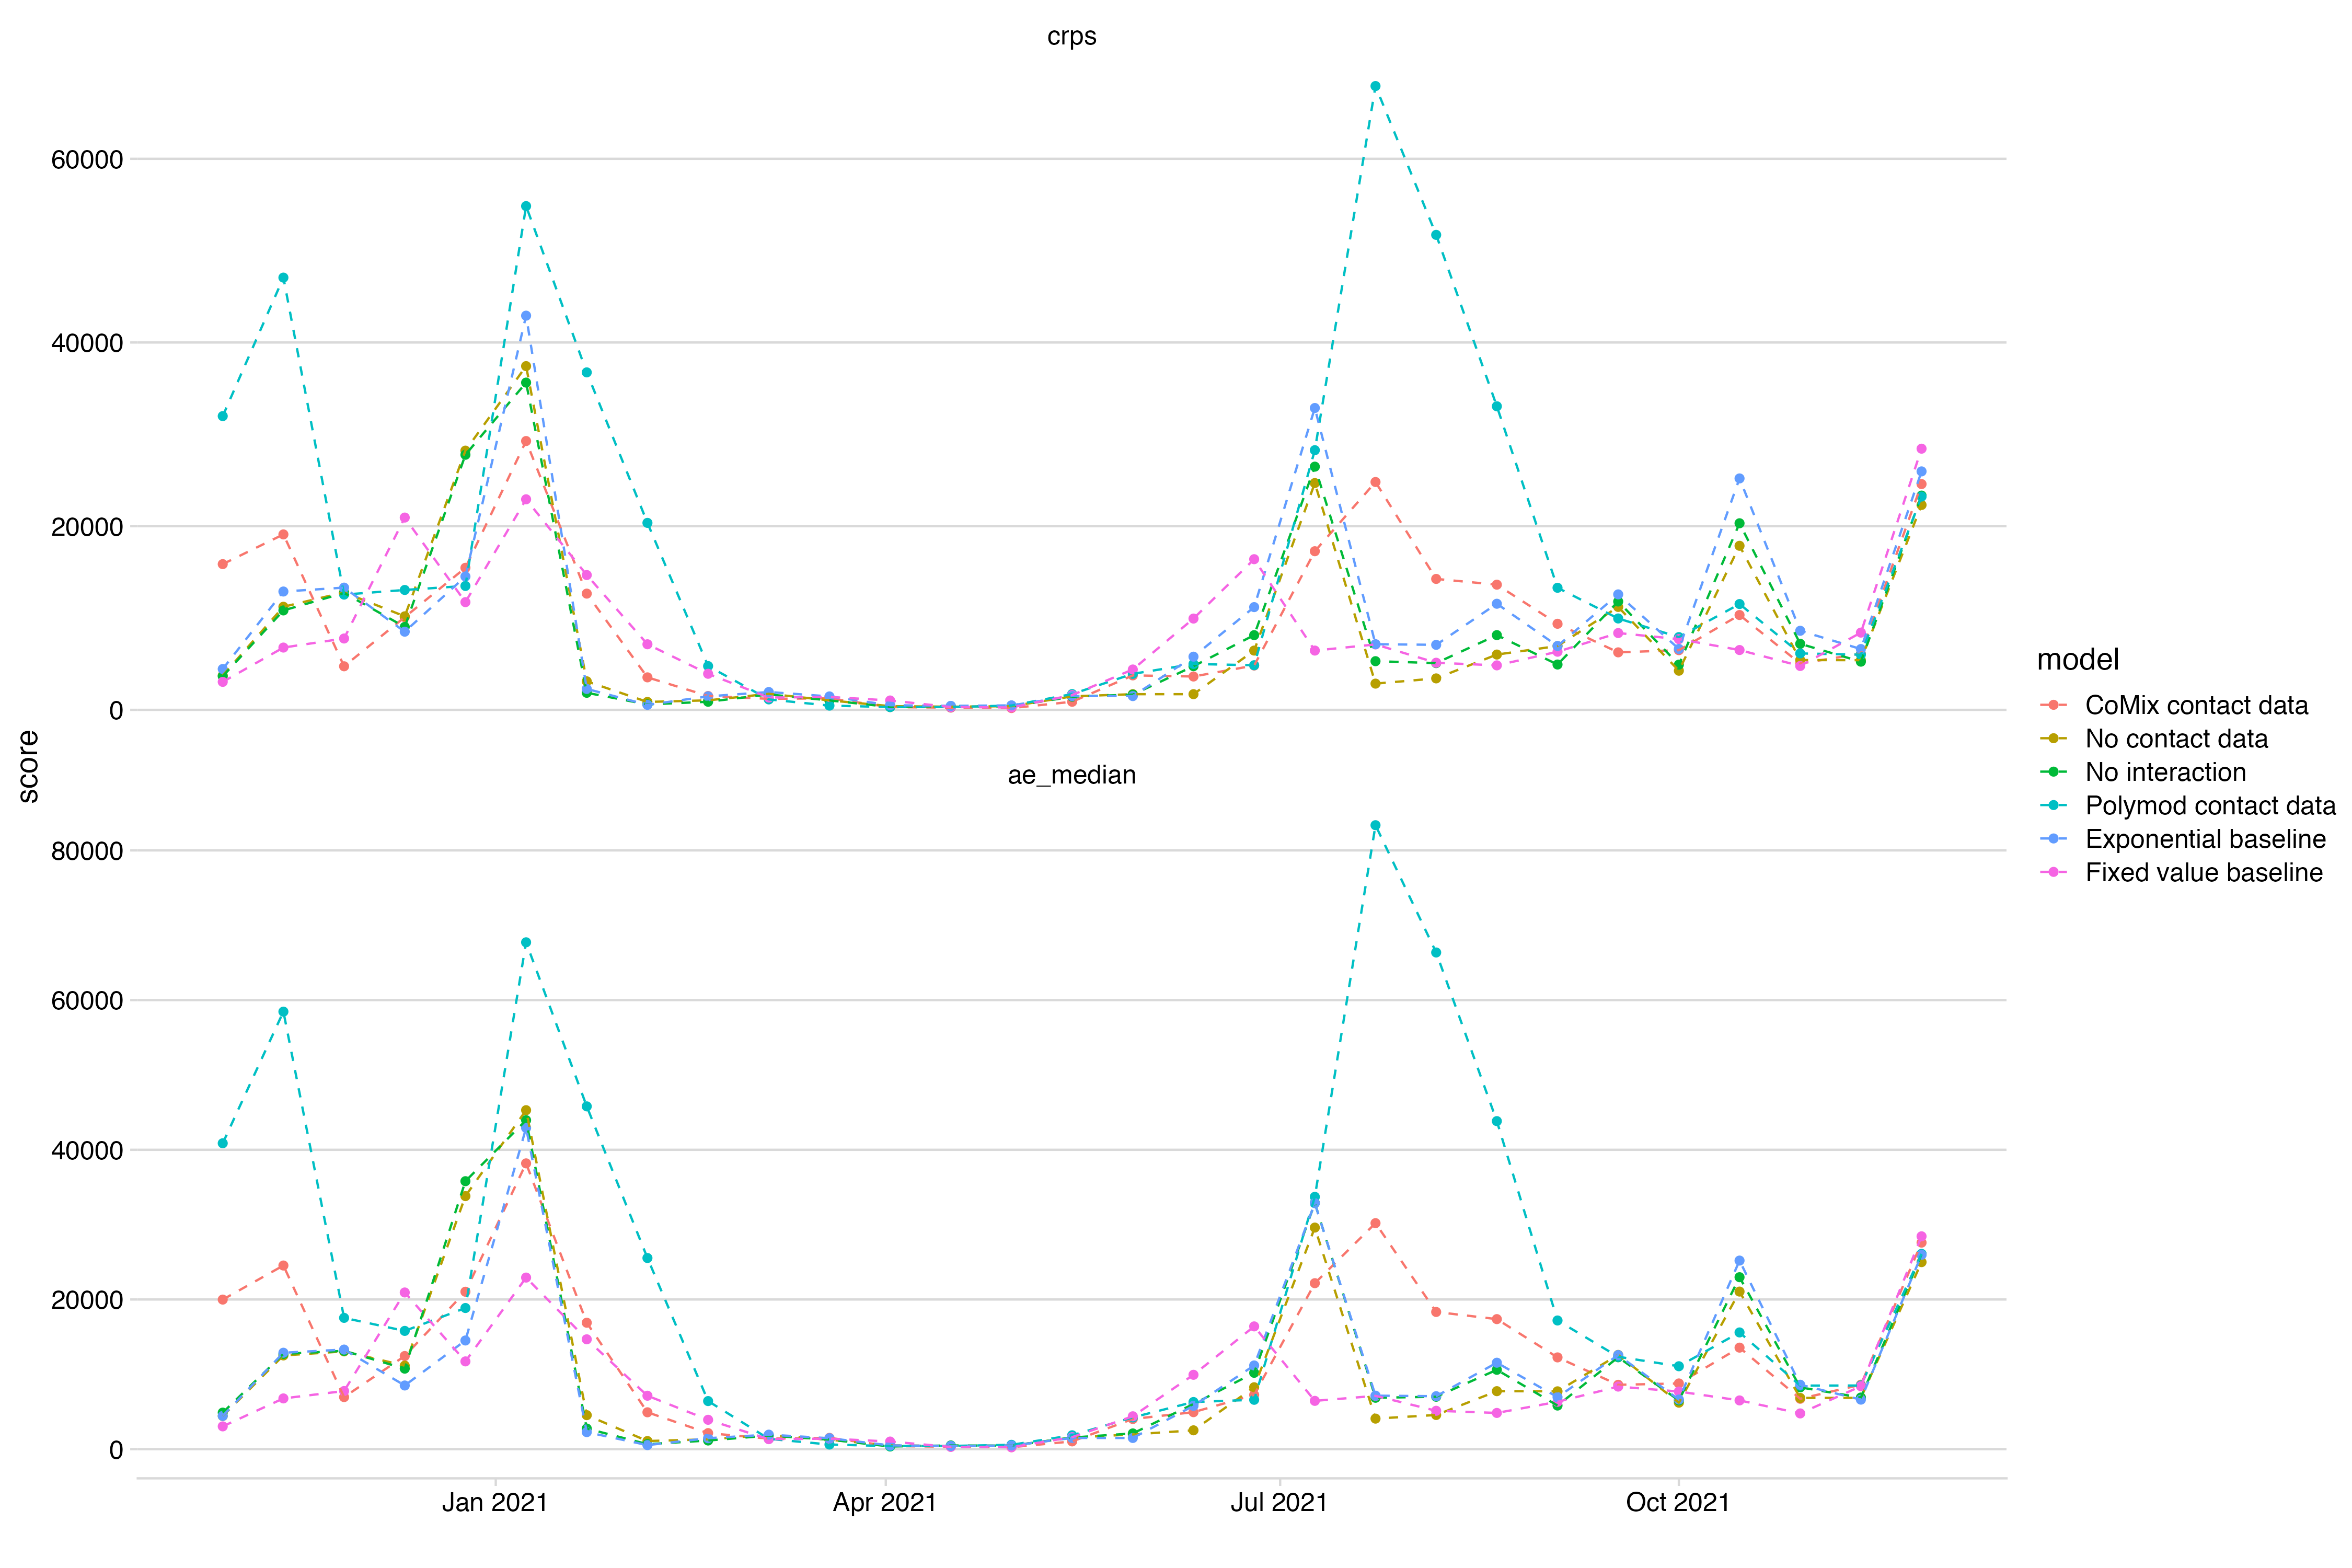 crps
60000
40000
20000
0
score
ae_median
80000
60000
40000
20000
0
Jan 2021
Apr 2021
Jul 2021
Oct 2021
model
CoMix contact data
No contact data
No interaction
Polymod contact data
Exponential baseline
Fixed value baseline